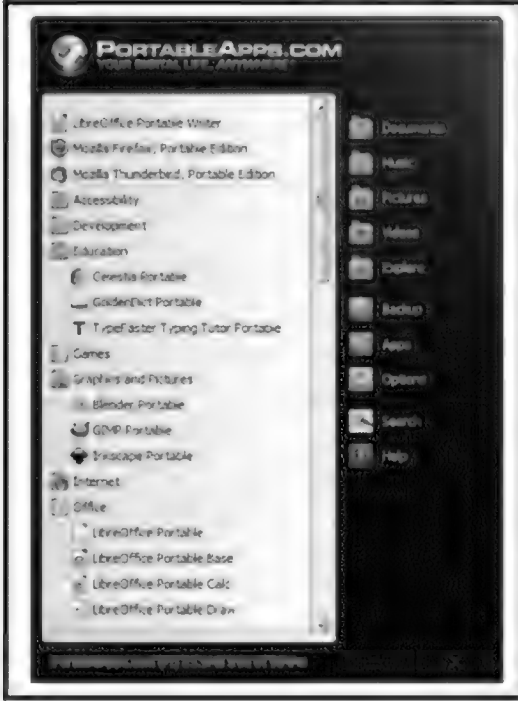 PORTABLEAPPS.COM
YOUR DIGITAL LIFE, ANYWHERE
LibreOffice Portable Writer
Mozilla Firefox, Portable Edition
Mozilla Thunderbird, Portable Edition
Accessibility
Development
Education
Celestia Portable
GoldenDict Portable
TypeFaster Typing Tutor Portable
Games
Graphics and Pictures
Blender Portable
GIMP Portable
Inkscape Portable
Internet
Office
LibreOffice Portable
LibreOffice Portable Base
LibreOffice Portable Calc
LibreOffice Portable Draw
Documents
Music
Pictures
Videos
Explore
Backup
Apps
Options
Search
Help